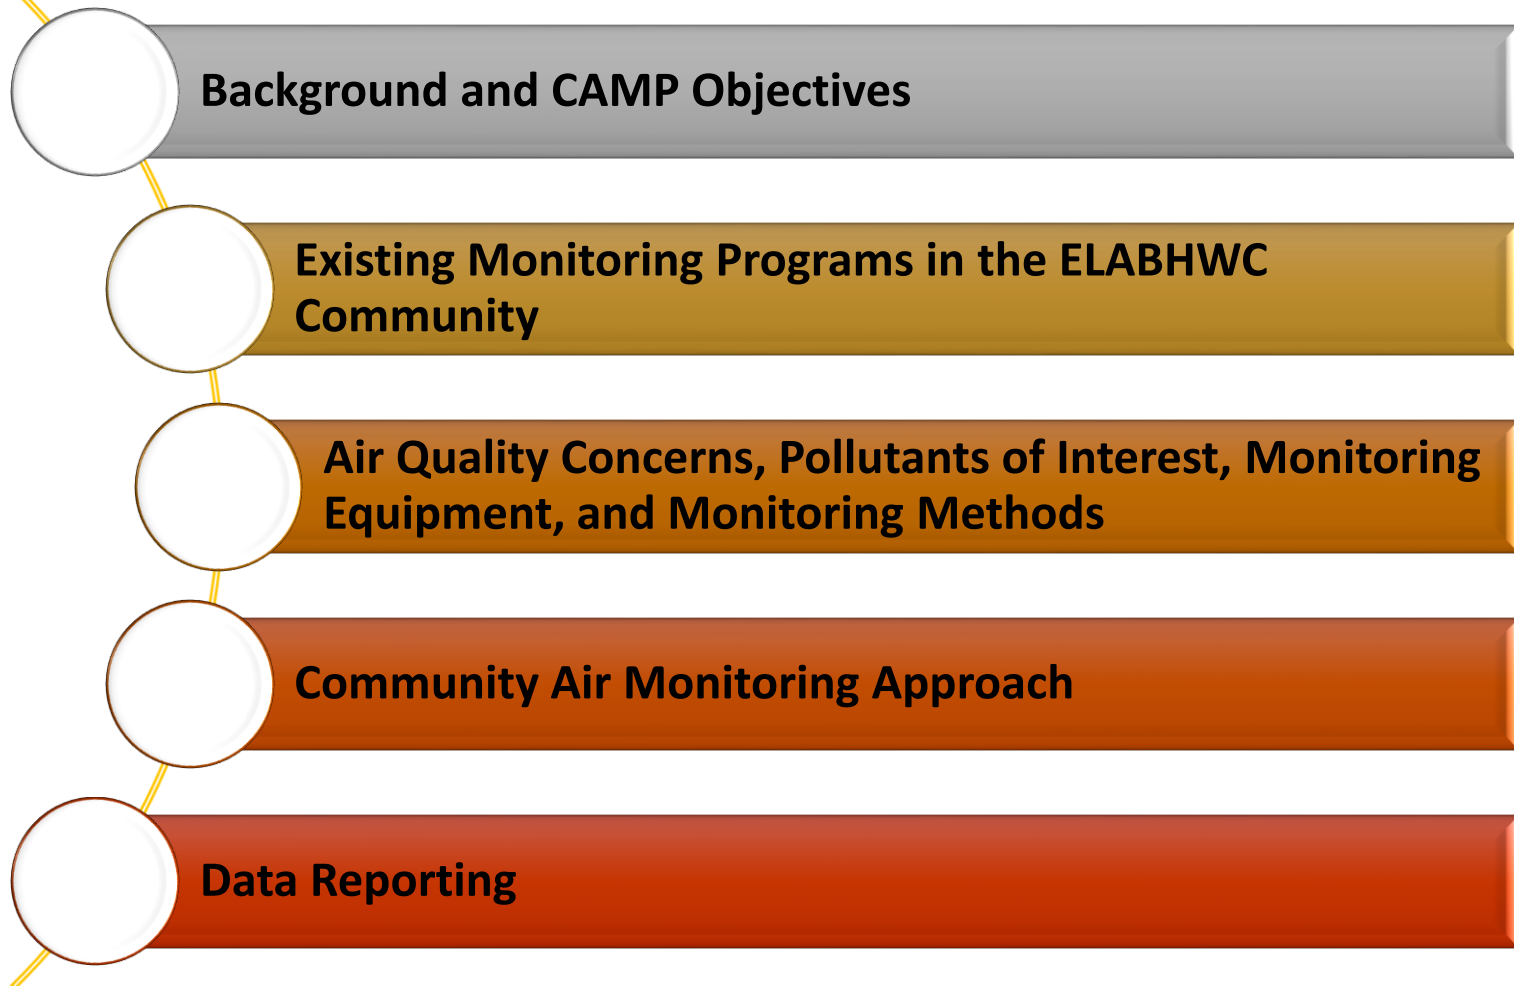 Background and CAMP Objectives
Existing Monitoring Programs in the ELABHWC
Community
Air Quality Concerns, Pollutants of Interest, Monitoring
Equipment, and Monitoring Methods
Community Air Monitoring Approach
Data Reporting